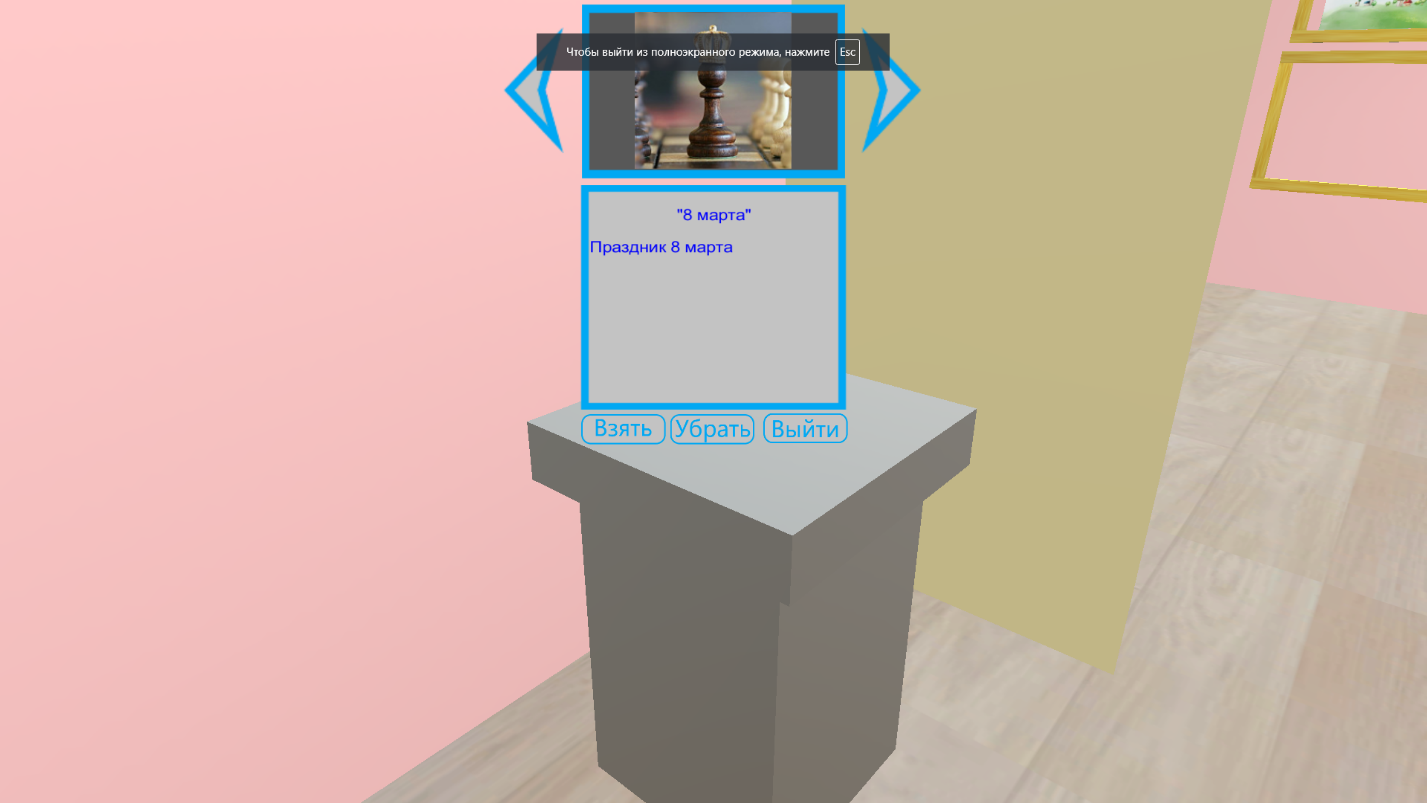 Чтобы выйти из полноэкранного режима, нажмите Esc
"8 марта"
Праздник 8 марта
Взять Убрать Выйти